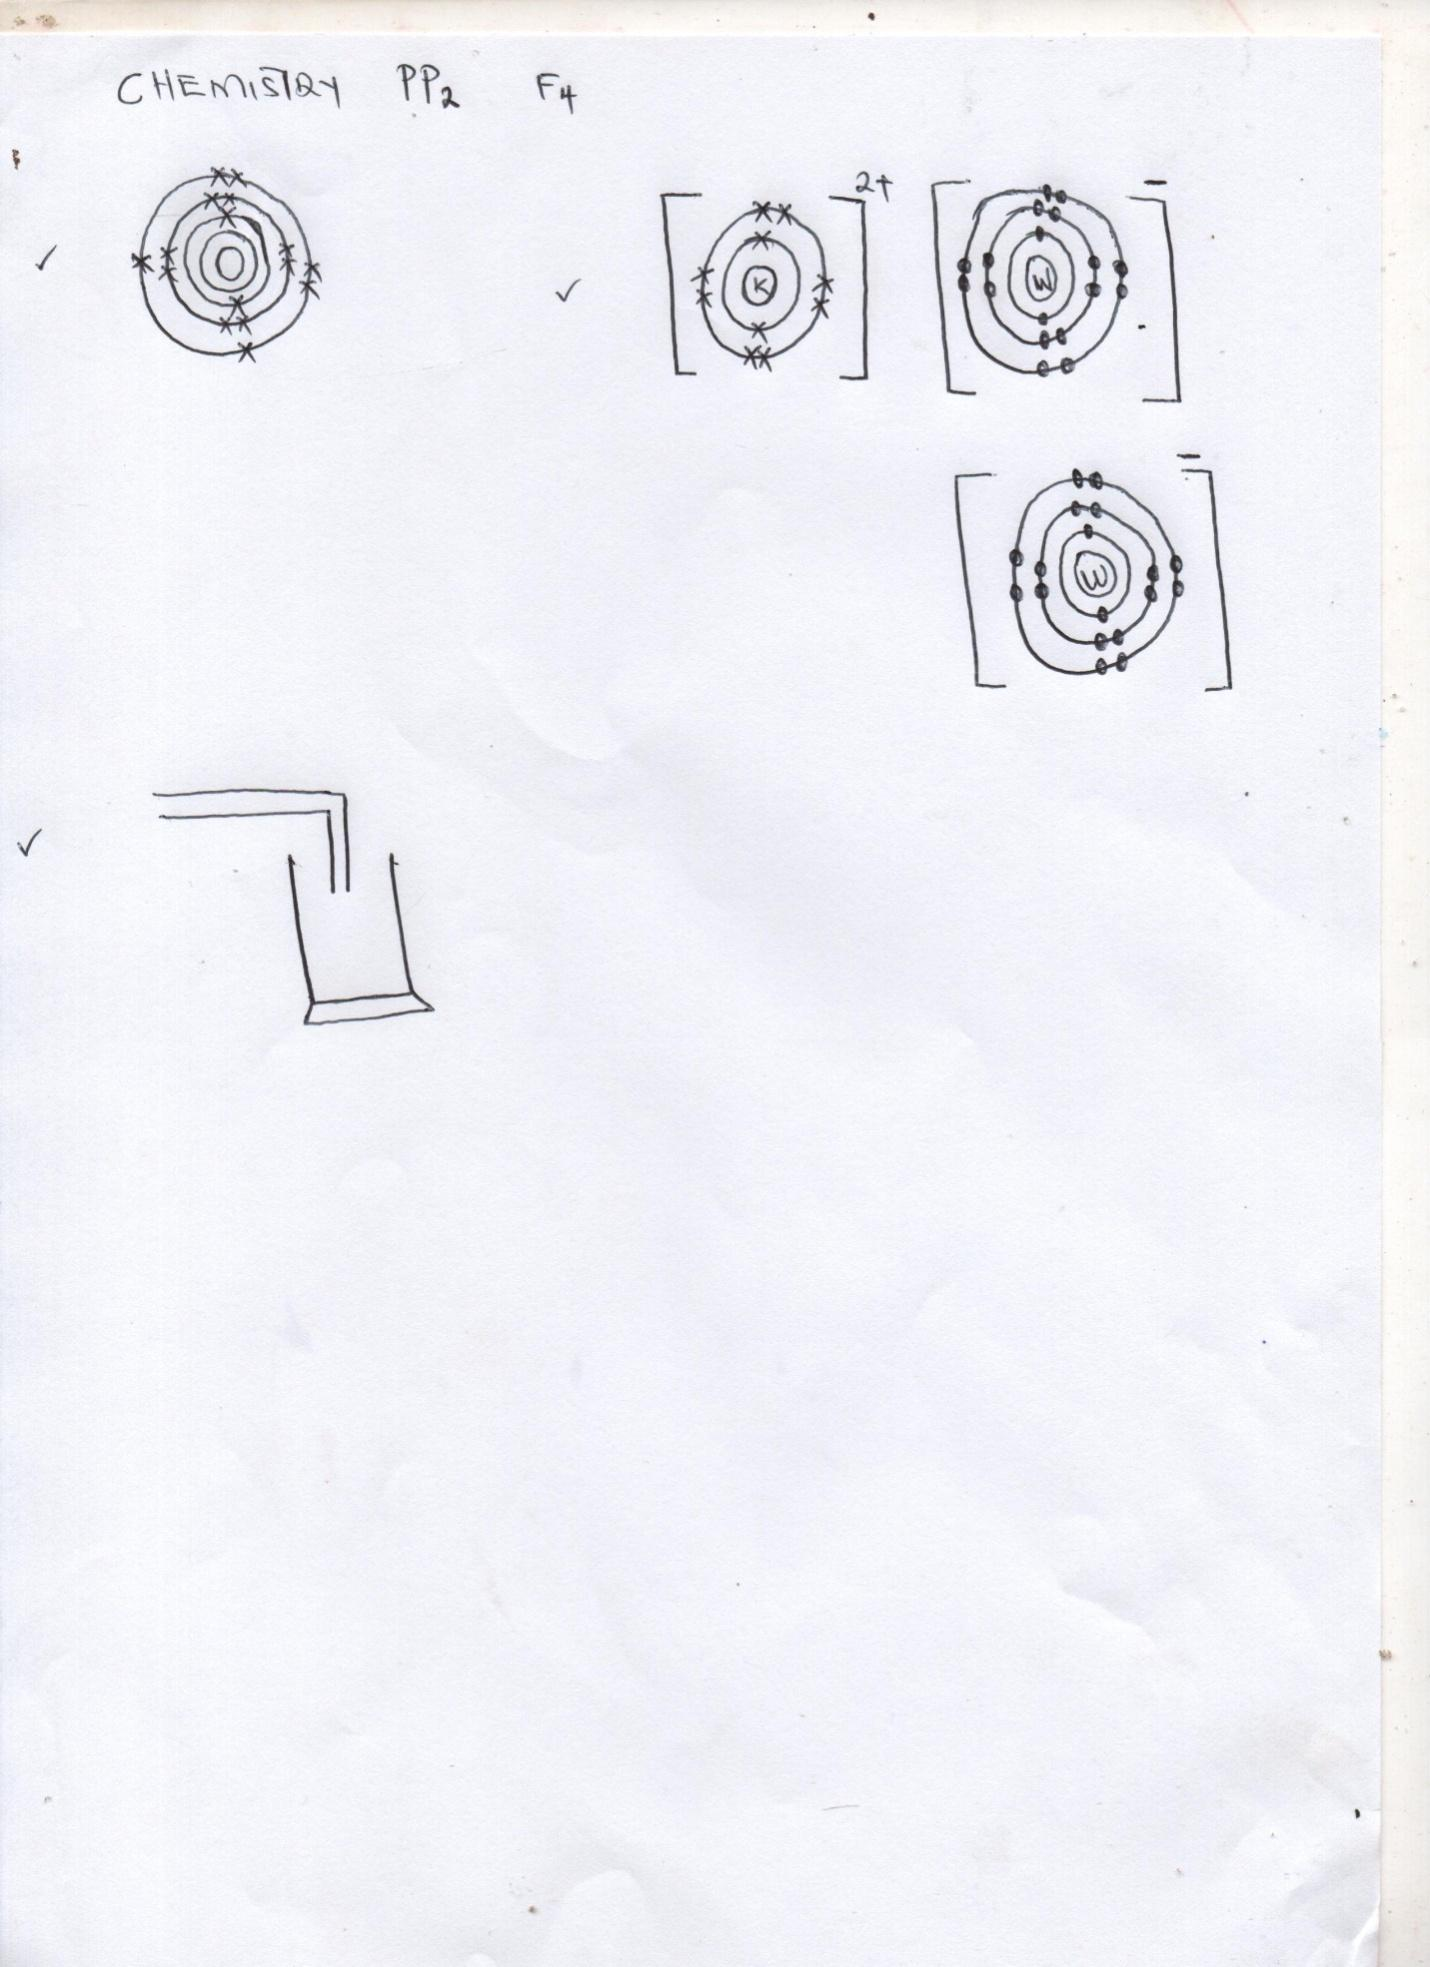 CHEMISTRY PP2 F4
2+ -
K W
-
W